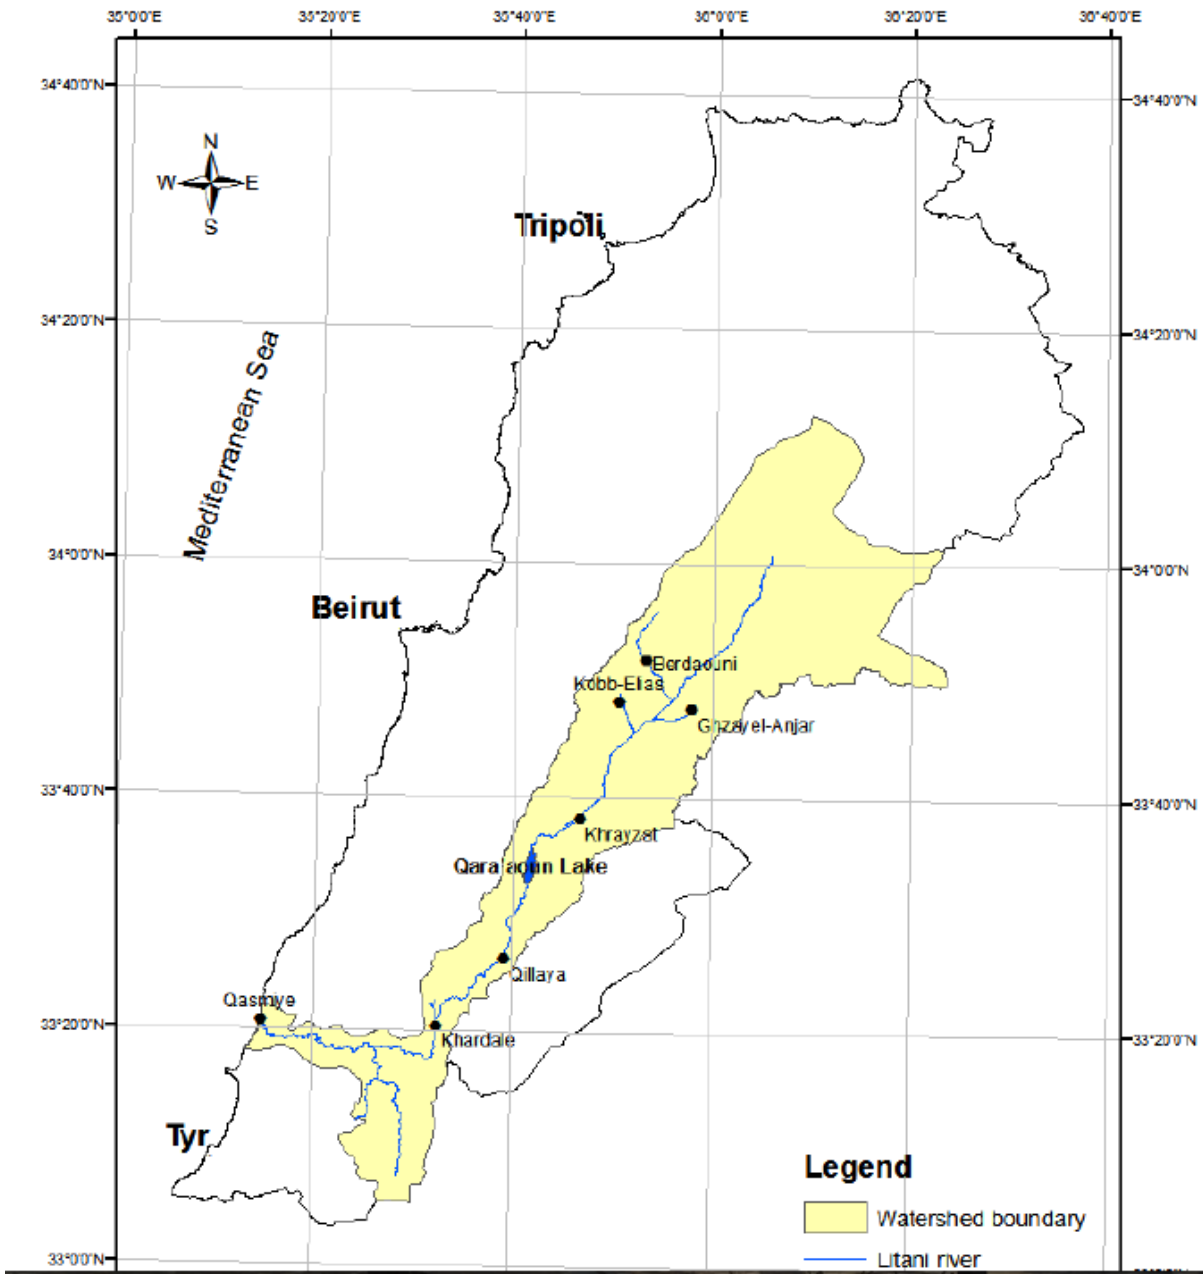 35°0'0"E 35°20'0"E 35°40'0"E 36°0'0"E 36°20'0"E 36°40'0"E
34°40'0"N 34°40'0"N
N
W E
S
Tripoli
34°20'0"N 34°20'0"N
Mediterranean Sea
34°0'0"N 34°0'0"N
Beirut
Berdaouni
Kobb-Elias
Ghzayel-Anjar
33°40'0"N 33°40'0"N
Khrayzat
Qara'aoun Lake
Qillaya
Qasmiye
33°20'0"N 33°20'0"N
Khardale
Tyr
Legend
Watershed boundary
33°0'0"N
Litani river